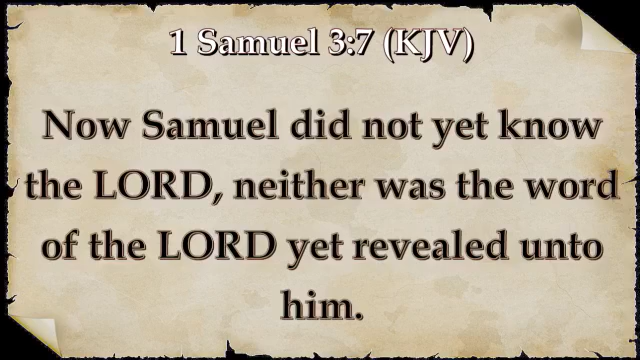 1 Samuel 3:7 (KJV)
Now Samuel did not yet know
the LORD, neither was the word
of the LORD yet revealed unto
him.